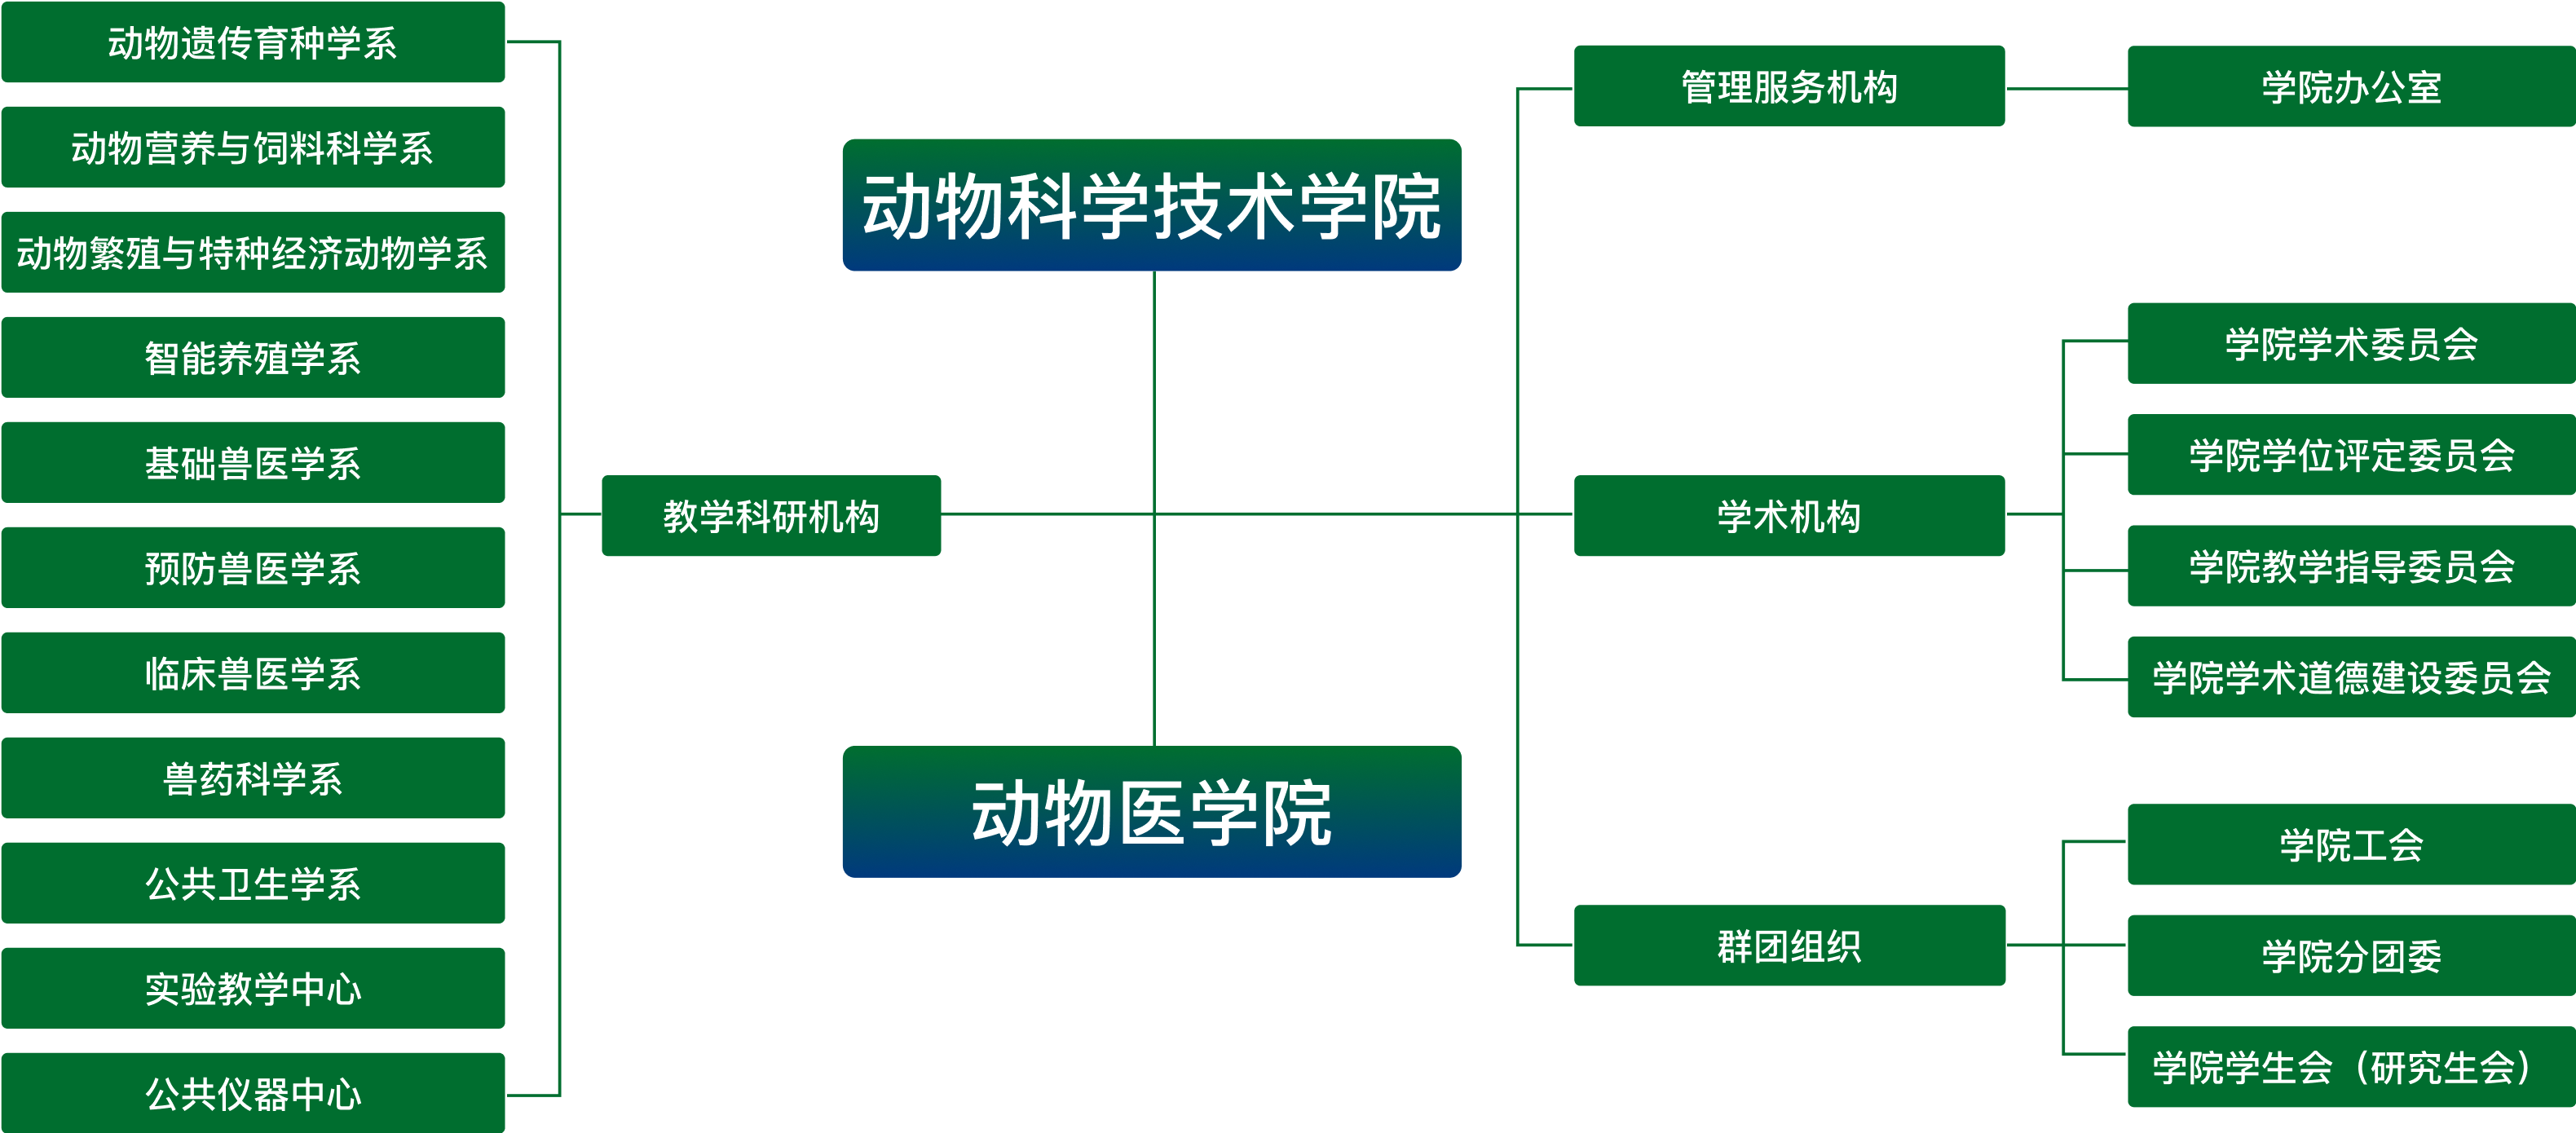 动物遗传育种学系
动物营养与饲料科学系
动物繁殖与特种经济动物学系
智能养殖学系
基础兽医学系
预防兽医学系
临床兽医学系
兽药科学系
公共卫生学系
实验教学中心
公共仪器中心
教学科研机构
动物科学技术学院
动物医学院
管理服务机构
学术机构
群团组织
学院办公室
学院学术委员会
学院学位评定委员会
学院教学指导委员会
学院学术道德建设委员会
学院工会
学院分团委
学院学生会（研究生会）